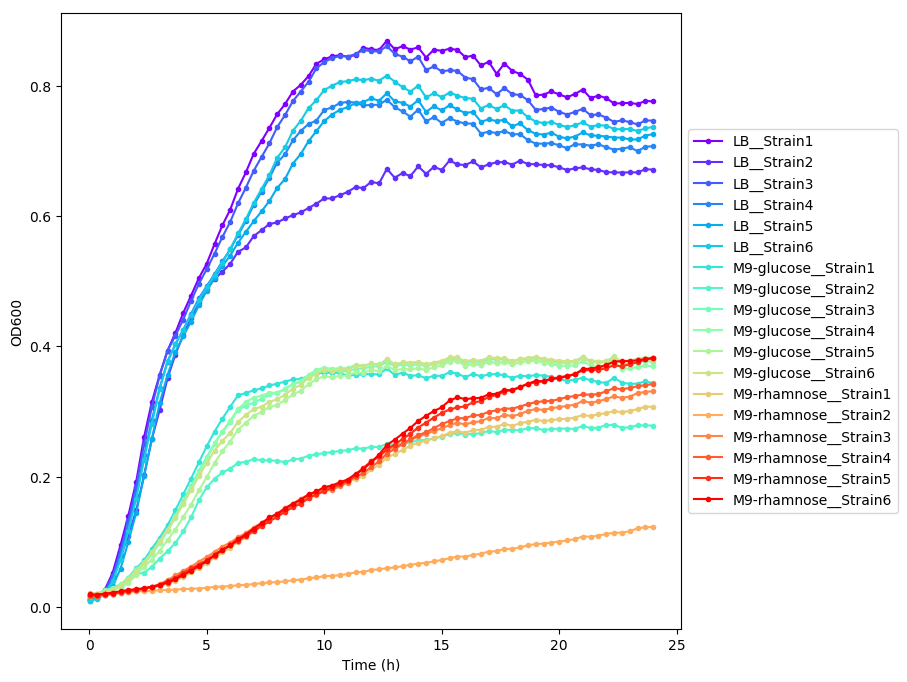 OD600
0.8
0.6
0.4
0.2
0.0
0
5
10
15
20
25
Time (h)
LB__Strain1
LB__Strain2
LB__Strain3
LB__Strain4
LB__Strain5
LB__Strain6
M9-glucose__Strain1
M9-glucose__Strain2
M9-glucose__Strain3
M9-glucose__Strain4
M9-glucose__Strain5
M9-glucose__Strain6
M9-rhamnose__Strain1
M9-rhamnose__Strain2
M9-rhamnose__Strain3
M9-rhamnose__Strain4
M9-rhamnose__Strain5
M9-rhamnose__Strain6